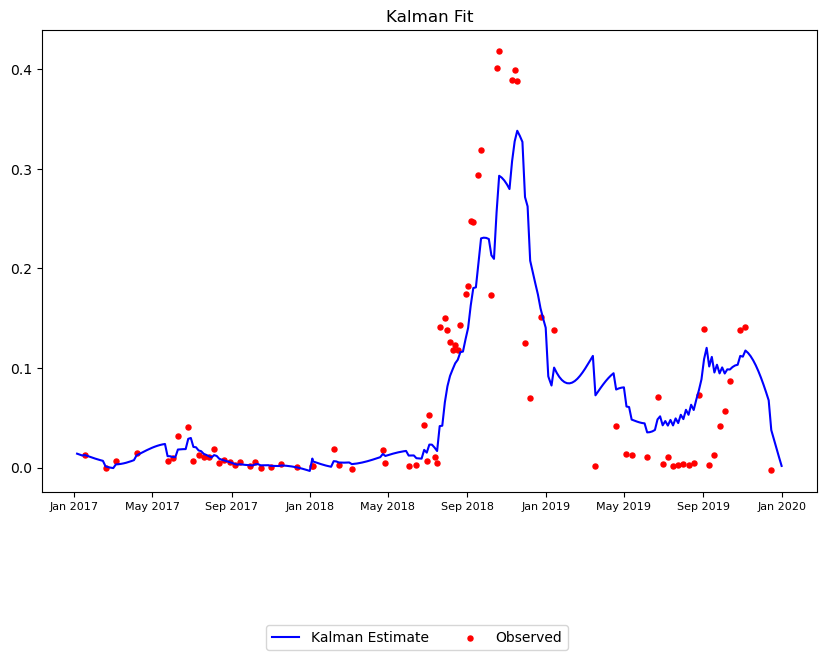 Kalman Fit
0.4
0.3
0.2
0.1
0.0
Jan 2017 May 2017 Sep 2017 Jan 2018 May 2018 Sep 2018 Jan 2019 May 2019 Sep 2019 Jan 2020
Kalman Estimate Observed